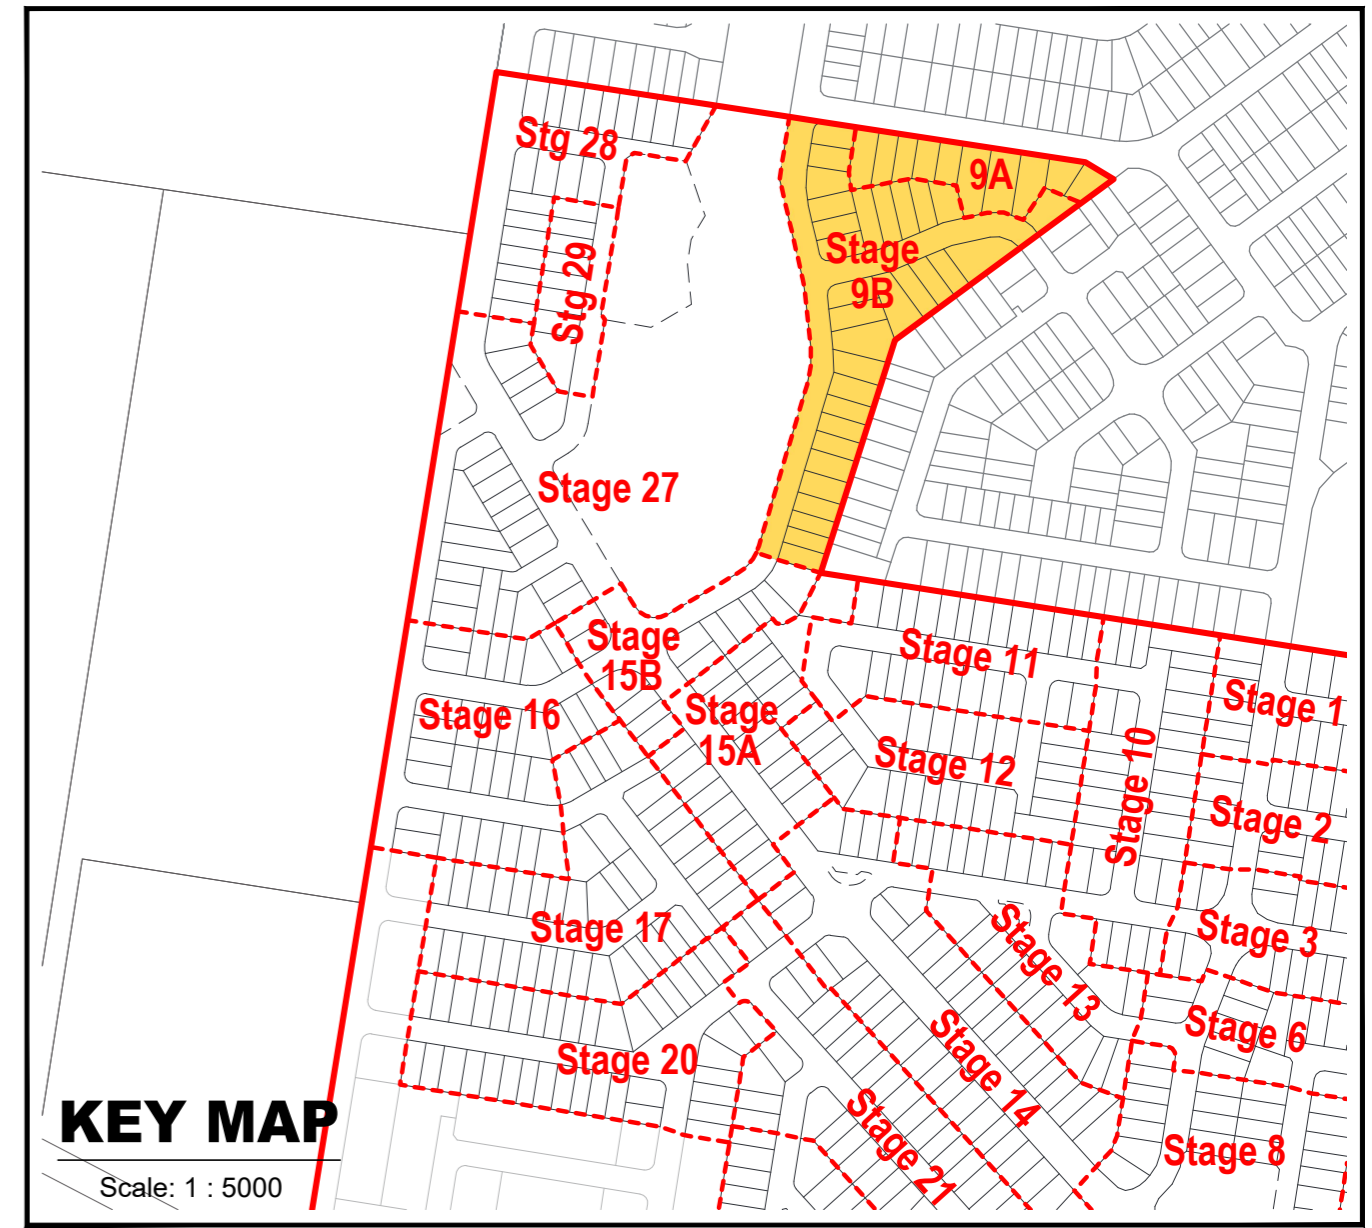 Stg 28
9A
Stage
9B
Stg 29
Stage 27
Stage
15B
Stage 11
Stage 16
Stage
15A
Stage 1
Stage 12
Stage 10
Stage 2
Stage 17
Stage 13
Stage 3
Stage 6
Stage 20
Stage 14
Stage 21
Stage 8
KEY MAP
Scale: 1 : 5000